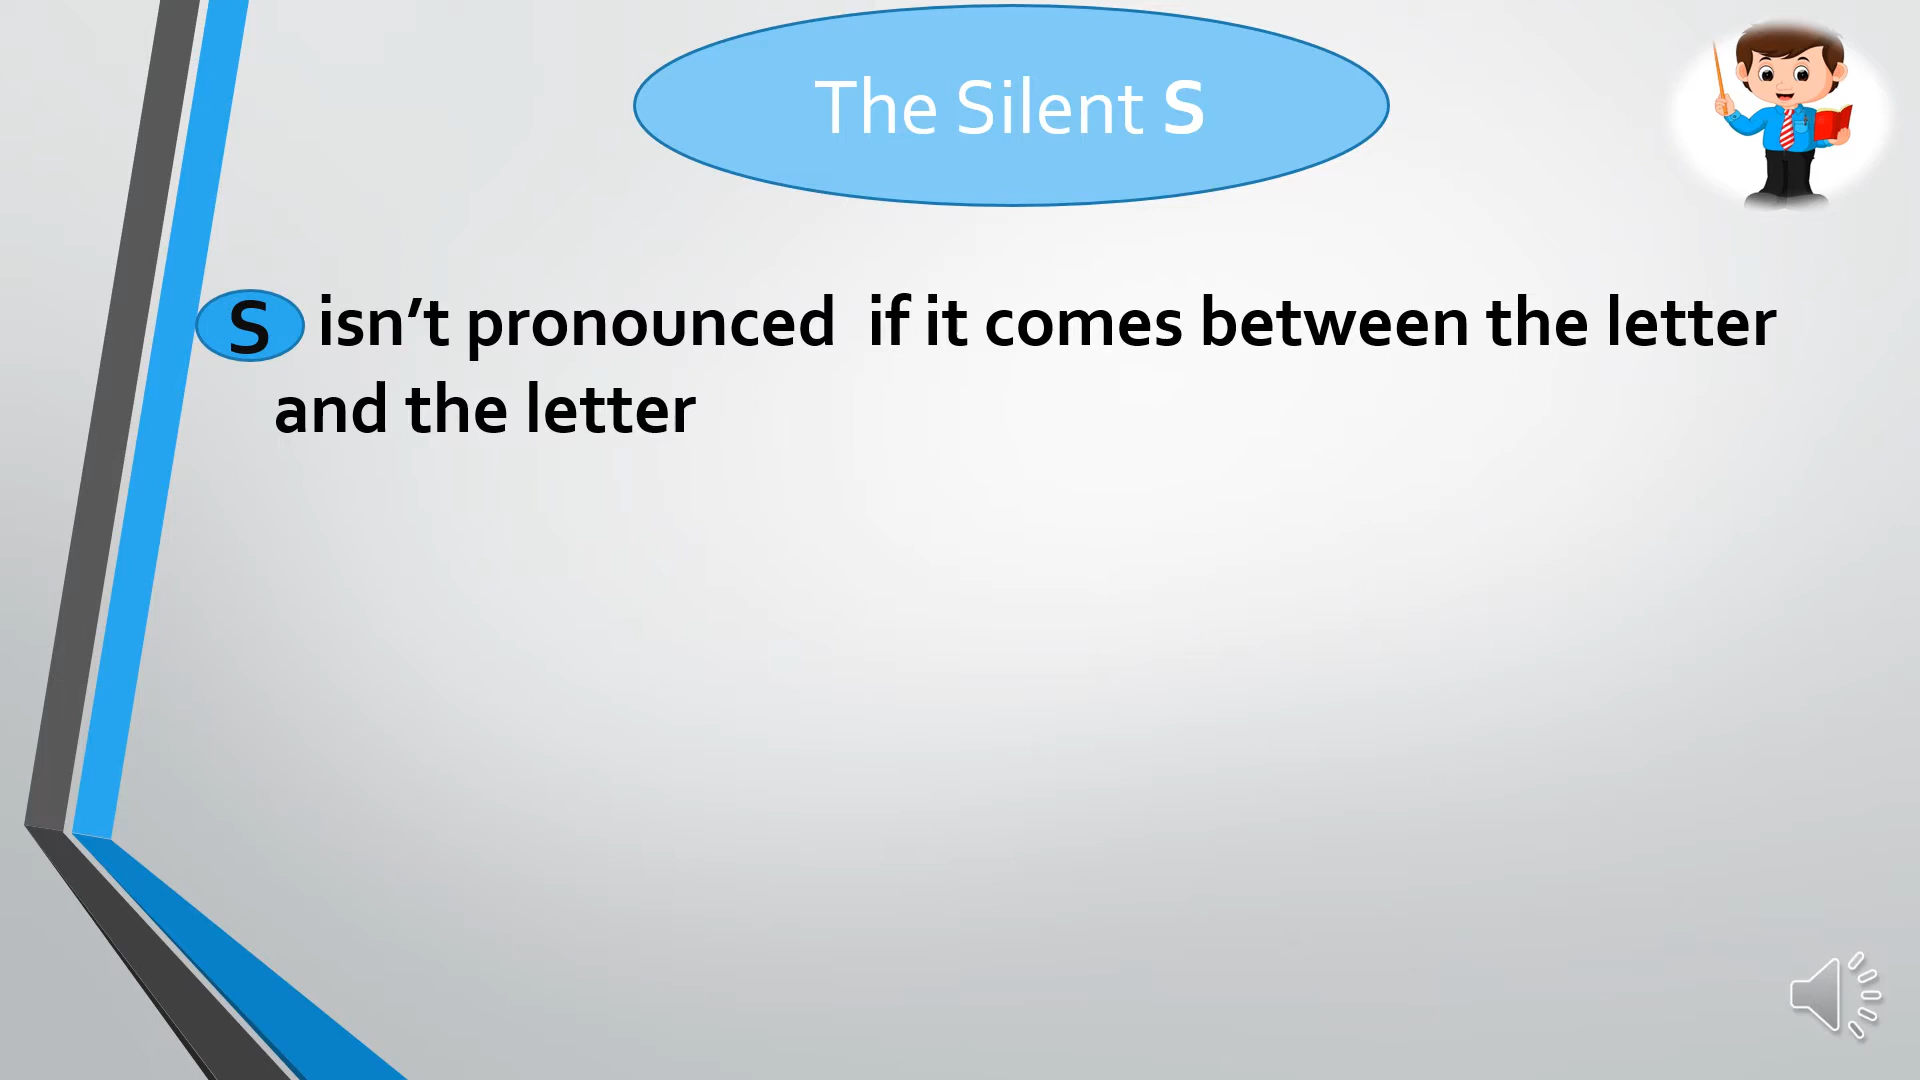 The Silent S
S isn’t pronounced if it comes between the letter
and the letter